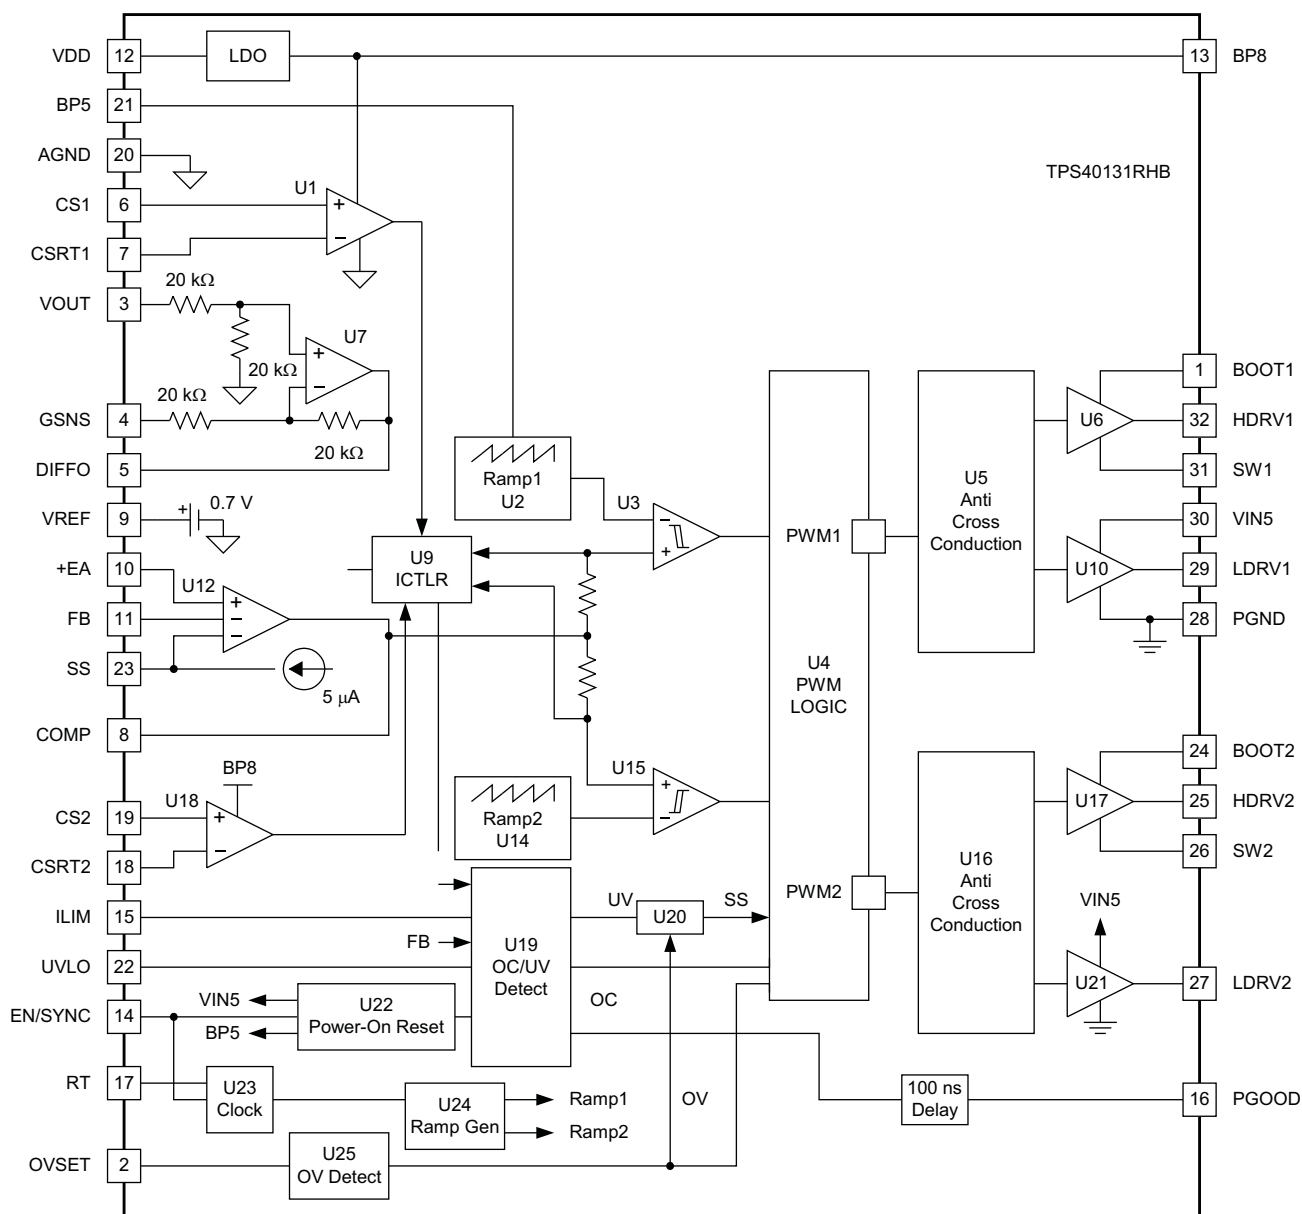 VDD 12 LDO 13 BP8
BP5 21
AGND 20
TPS40131RHB
CS1 6 U1 + −
CSRT1 7
20 kΩ
VOUT 3
U7 + −
20 kΩ
20 kΩ
GSNS 4
20 kΩ
DIFFO 5
1 BOOT1
U6 32 HDRV1
31 SW1
Ramp1
U2
U3 − +
U5
Anti
Cross
Conduction
VREF 9 + 0.7 V
30 VIN5
PWM1
U9
ICTLR
+EA 10 U12 + − −
U10 29 LDRV1
FB 11
28 PGND
SS 23
5 μA
U4
PWM
LOGIC
COMP 8
24 BOOT2
BP8
U15 + −
U18 + −
CS2 19
Ramp2
U14
U17 25 HDRV2
CSRT2 18
26 SW2
U16
Anti
Cross
Conduction
PWM2
VIN5
ILIM 15 UV U20 SS
FB
U19
OC/UV
Detect
UVLO 22
U21 27 LDRV2
VIN5
U22
Power-On Reset
OC
EN/SYNC 14
BP5
RT 17
U23
Clock
U24
Ramp Gen
Ramp1
Ramp2
OV
100 ns
Delay
16 PGOOD
OVSET 2
U25
OV Detect